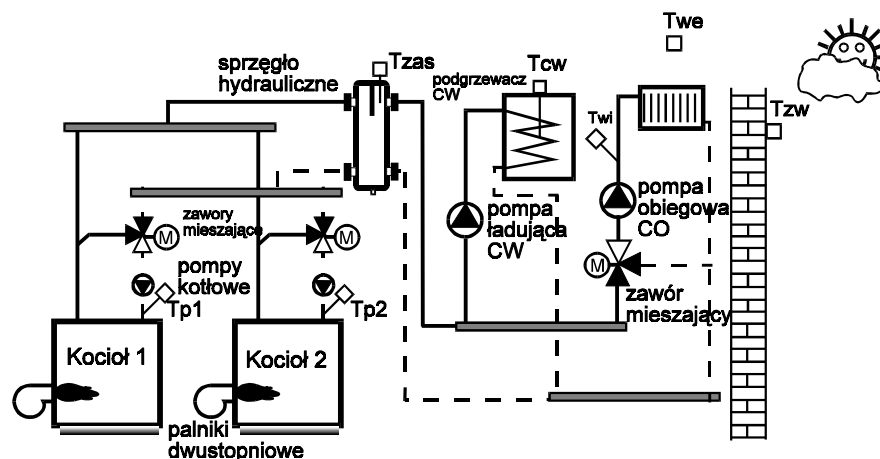 Twe
sprzęgło
hydrauliczne
Tzas
podgrzewacz
CW
Tcw
Tzw
Twi
zawory
mieszające
M
M
pompa
ładująca
CW
pompa
obiegowa
CO
M
pompy
kotłowe
Tp1
Tp2
zawór
mieszający
Kocioł 1
Kocioł 2
palniki
dwustopniowe